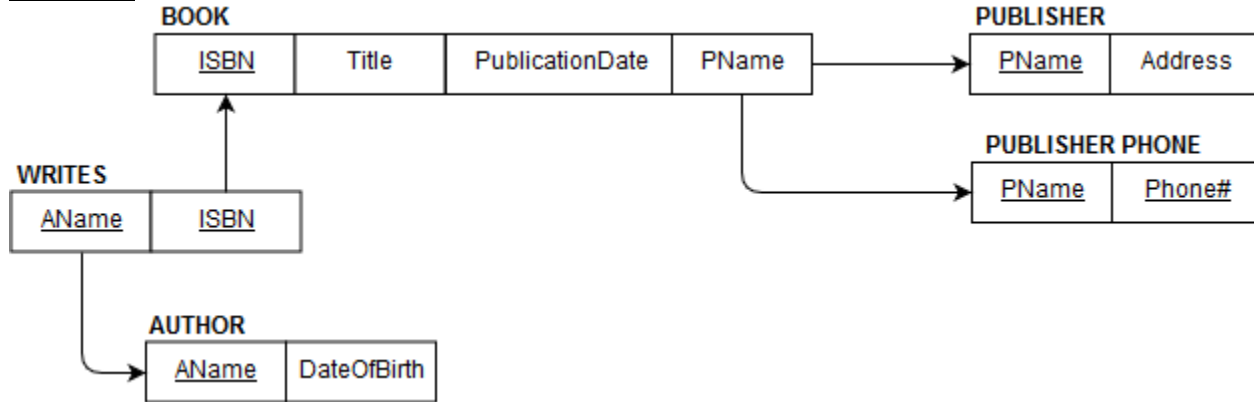 BOOK
ISBN Title PublicationDate PName
PUBLISHER
PName Address
PUBLISHER PHONE
PName Phone#
WRITES
AName ISBN
AUTHOR
AName DateOfBirth